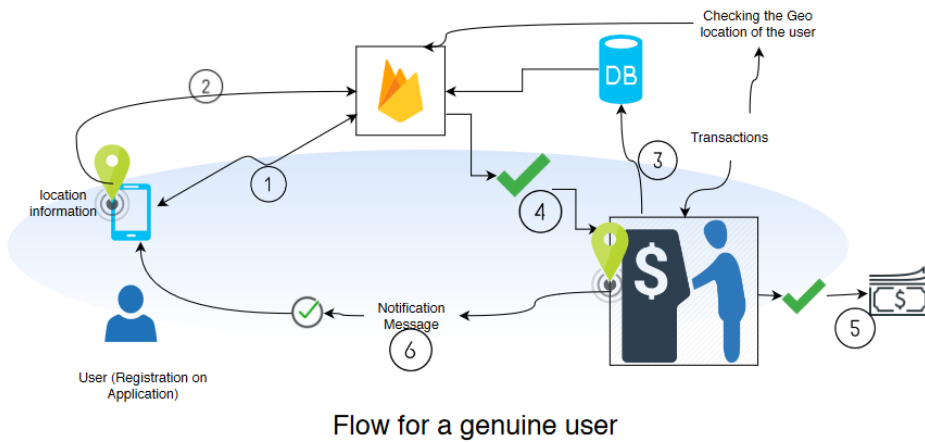 Checking the Geo
location of the user
2
DB
Transactions
3
1
location
information
4
$
Notification
Message
6
$
5
User (Registration on
Application)
Flow for a genuine user